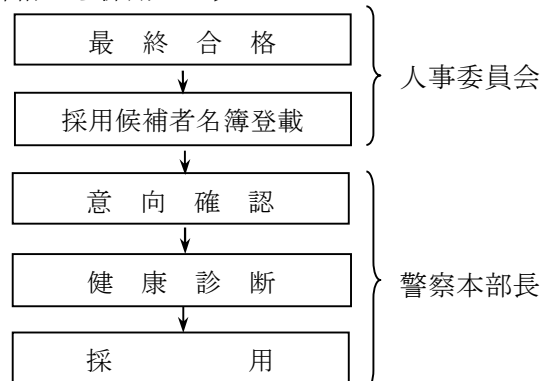 最終合格
人事委員会
採用候補者名簿登載
意向確認
健康診断
警察本部長
採用